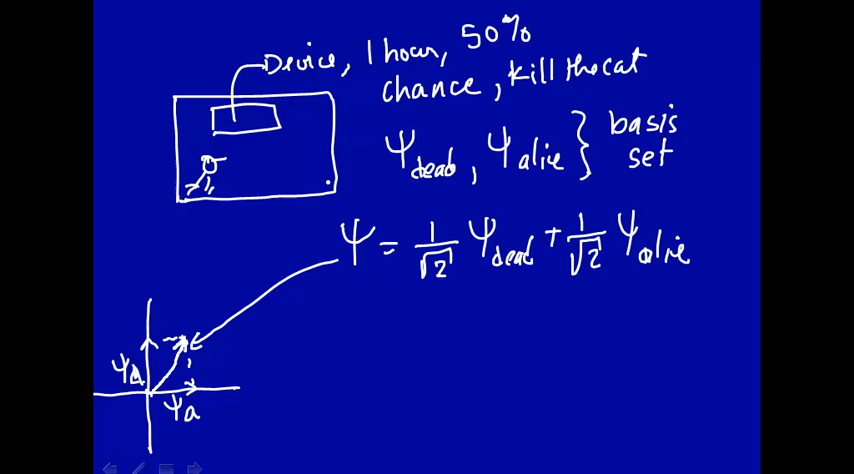 Device, 1 hour, 50%
chance, kill the cat
Ψdead, Ψalive } basis
set
Ψ = 1/√2 Ψdead + 1/√2 Ψalive
Ψd
Ψa